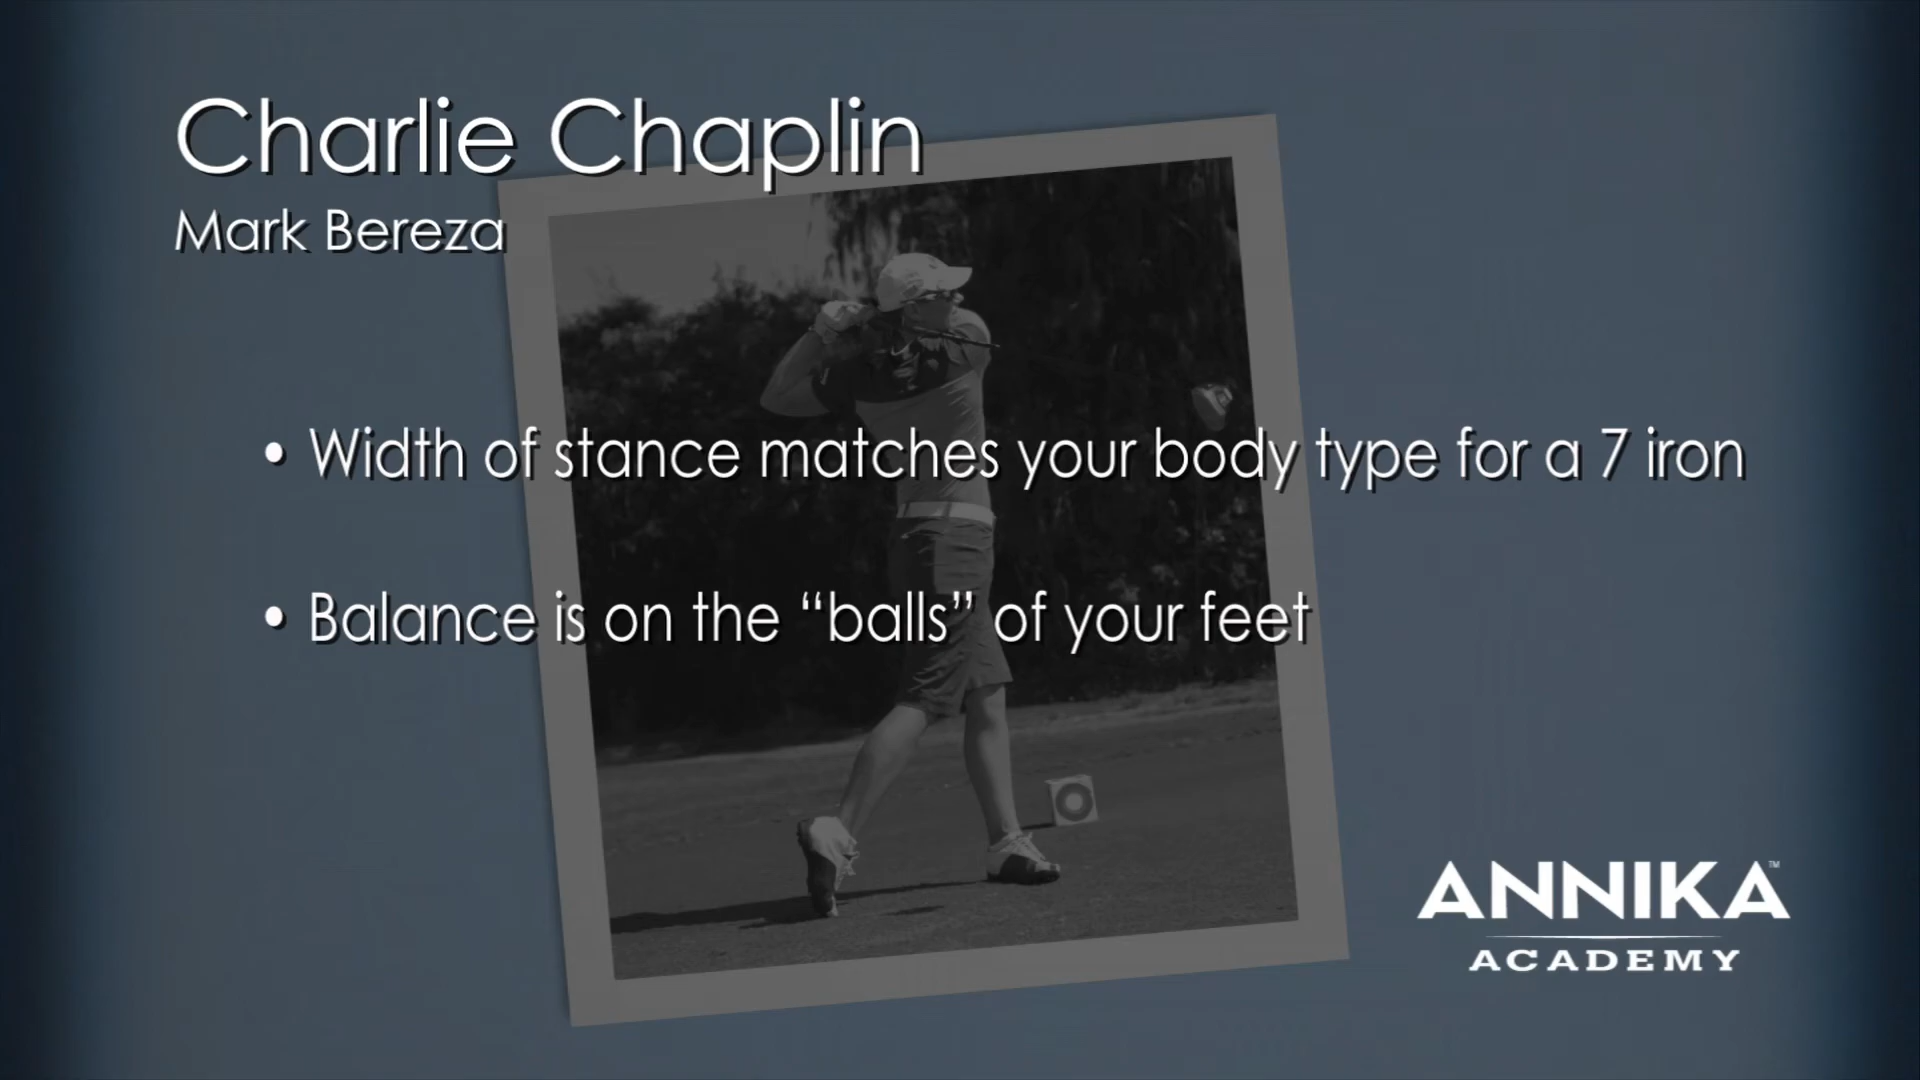 Charlie Chaplin
Mark Bereza
• Width of stance matches your body type for a 7 iron
• Balance is on the “balls” of your feet
ANNIKA™
ACADEMY